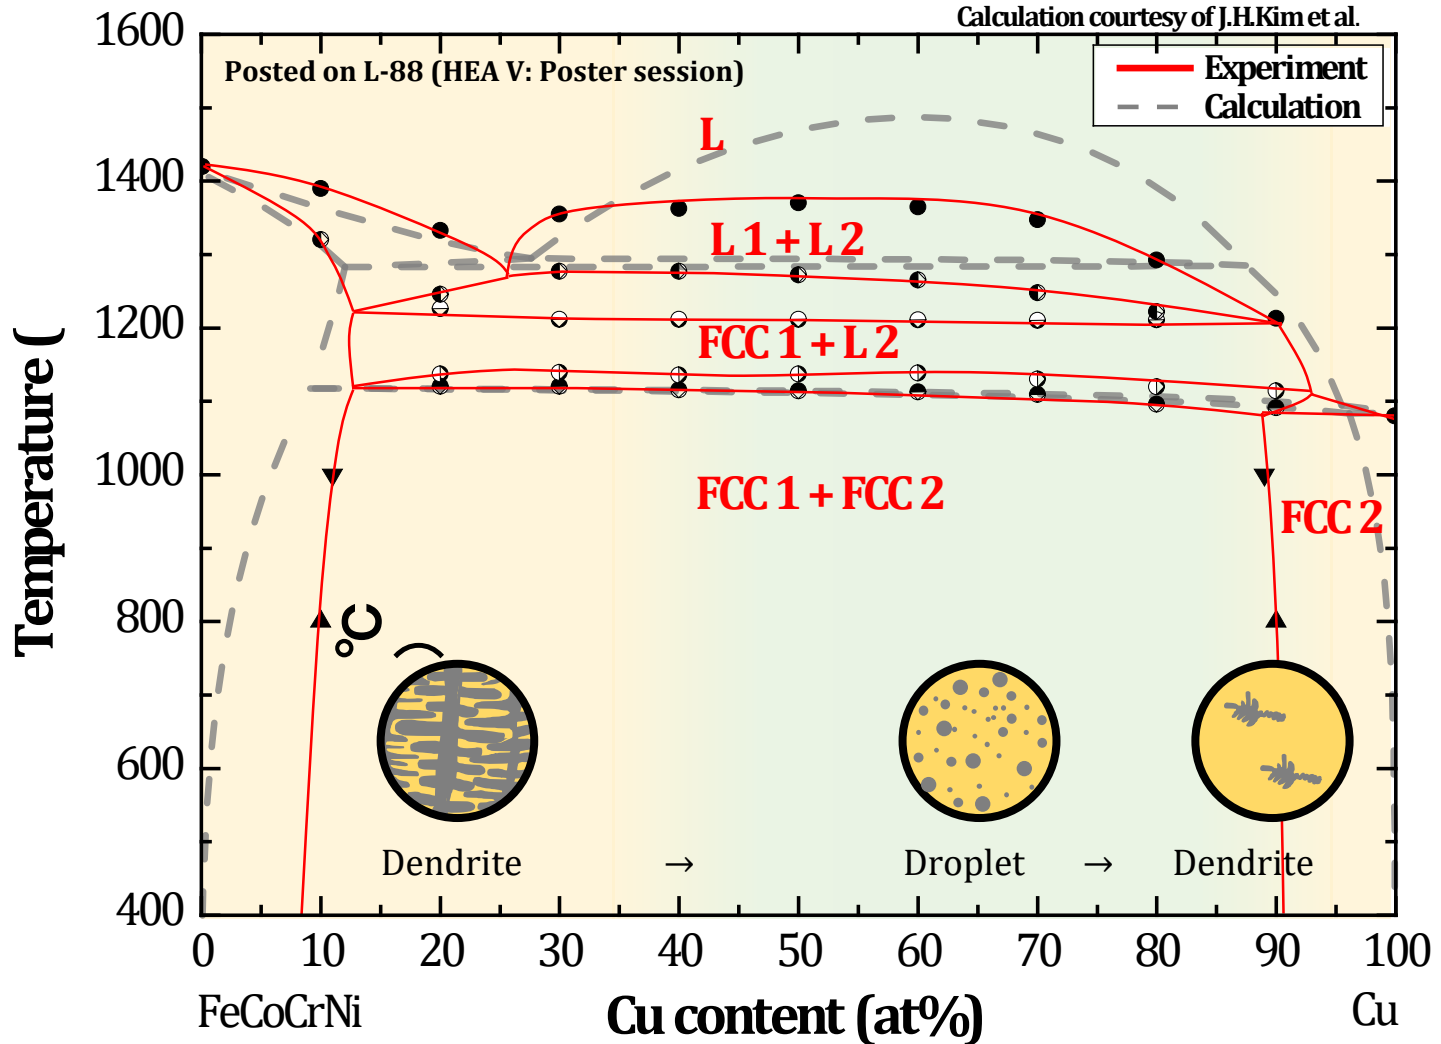 Calculation courtesy of J.H.Kim et al.
1600
Posted on L-88 (HEA V: Poster session)
Experiment
Calculation
L
1400
L 1 + L 2
1200
FCC 1 + L 2
1000
FCC 1 + FCC 2
FCC 2
Temperature (°C)
800
600
Dendrite → Droplet → Dendrite
400
0 10 20 30 40 50 60 70 80 90 100
FeCoCrNi Cu content (at%) Cu